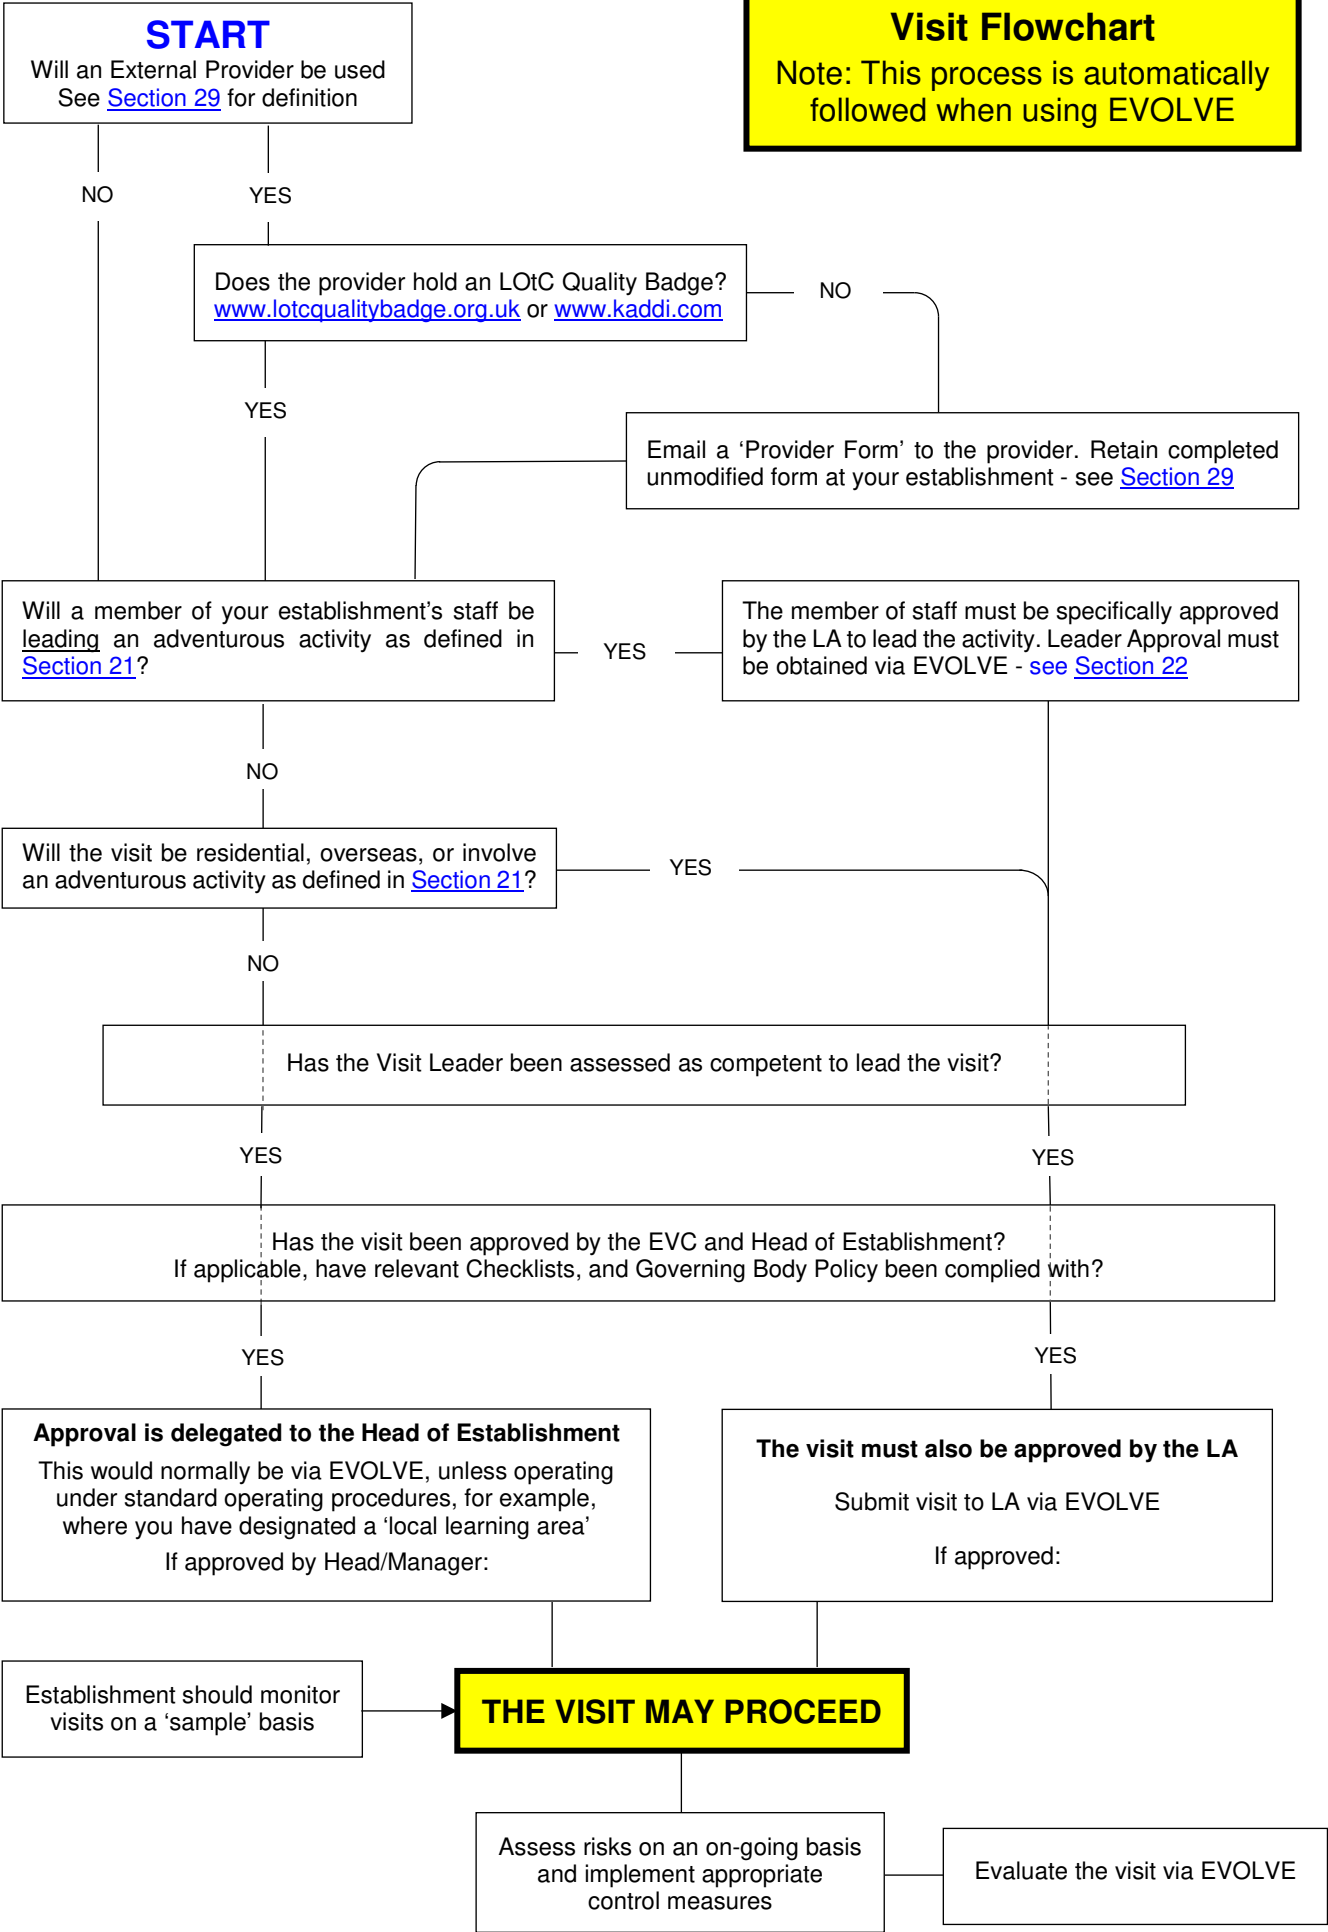 START
Will an External Provider be used
See Section 29 for definition
Visit Flowchart
Note: This process is automatically
followed when using EVOLVE
NO
YES
Does the provider hold an LOtC Quality Badge?
www.lotcqualitybadge.org.uk or www.kaddi.com
NO
YES
Email a ‘Provider Form’ to the provider. Retain completed
unmodified form at your establishment - see Section 29
Will a member of your establishment’s staff be
leading an adventurous activity as defined in
Section 21?
YES
The member of staff must be specifically approved
by the LA to lead the activity. Leader Approval must
be obtained via EVOLVE - see Section 22
NO
Will the visit be residential, overseas, or involve
an adventurous activity as defined in Section 21?
YES
NO
Has the Visit Leader been assessed as competent to lead the visit?
YES
YES
Has the visit been approved by the EVC and Head of Establishment?
If applicable, have relevant Checklists, and Governing Body Policy been complied with?
YES
YES
Approval is delegated to the Head of Establishment
This would normally be via EVOLVE, unless operating
under standard operating procedures, for example,
where you have designated a ‘local learning area’
If approved by Head/Manager:
The visit must also be approved by the LA
Submit visit to LA via EVOLVE
If approved:
Establishment should monitor
visits on a ‘sample’ basis
THE VISIT MAY PROCEED
Assess risks on an on-going basis
and implement appropriate
control measures
Evaluate the visit via EVOLVE